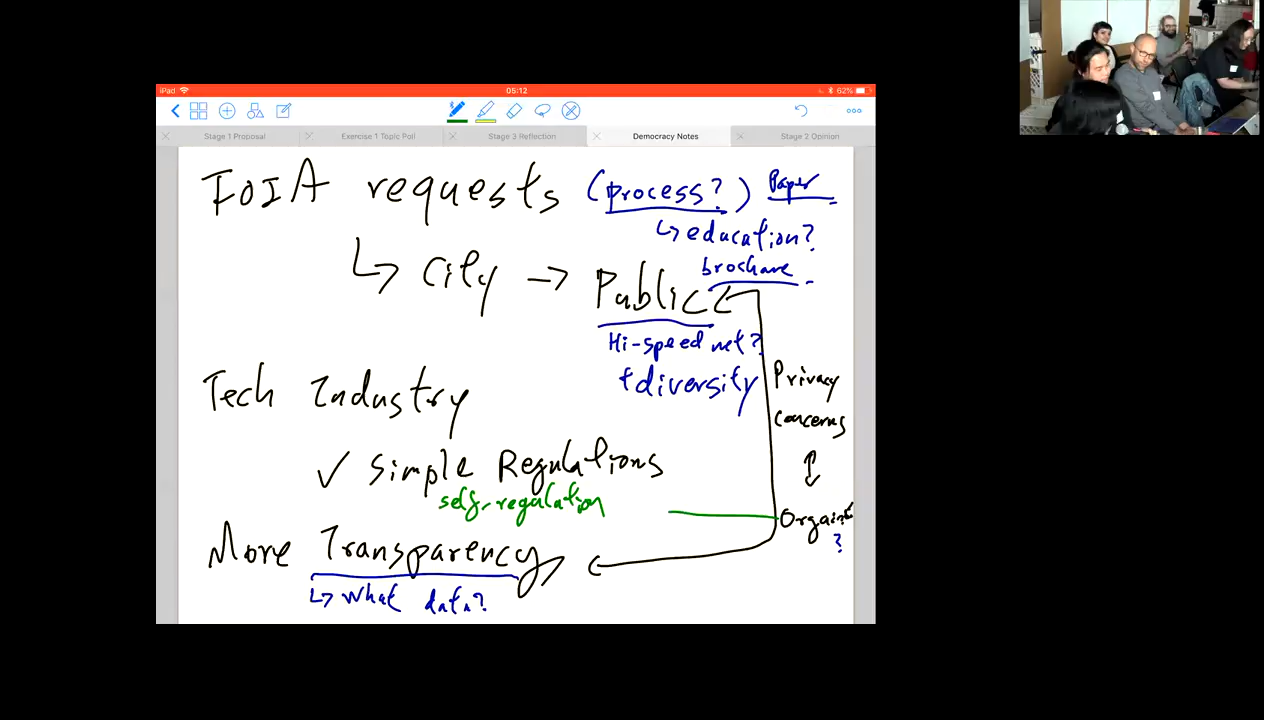 iPad
05:12
62%
Stage 1 Proposal
Exercise 1 Topic Poll
Stage 3 Reflection
Democracy Notes
Stage 2 Opinion
FOIA requests (process?) Paper
↳ education?
brochure
↳ City → Public
Hi-speed net?
+diversity
Privacy
concerns
Tech Industry
✓ Simple Regulations
self-regulation
More Transparency
↳ What data?
?